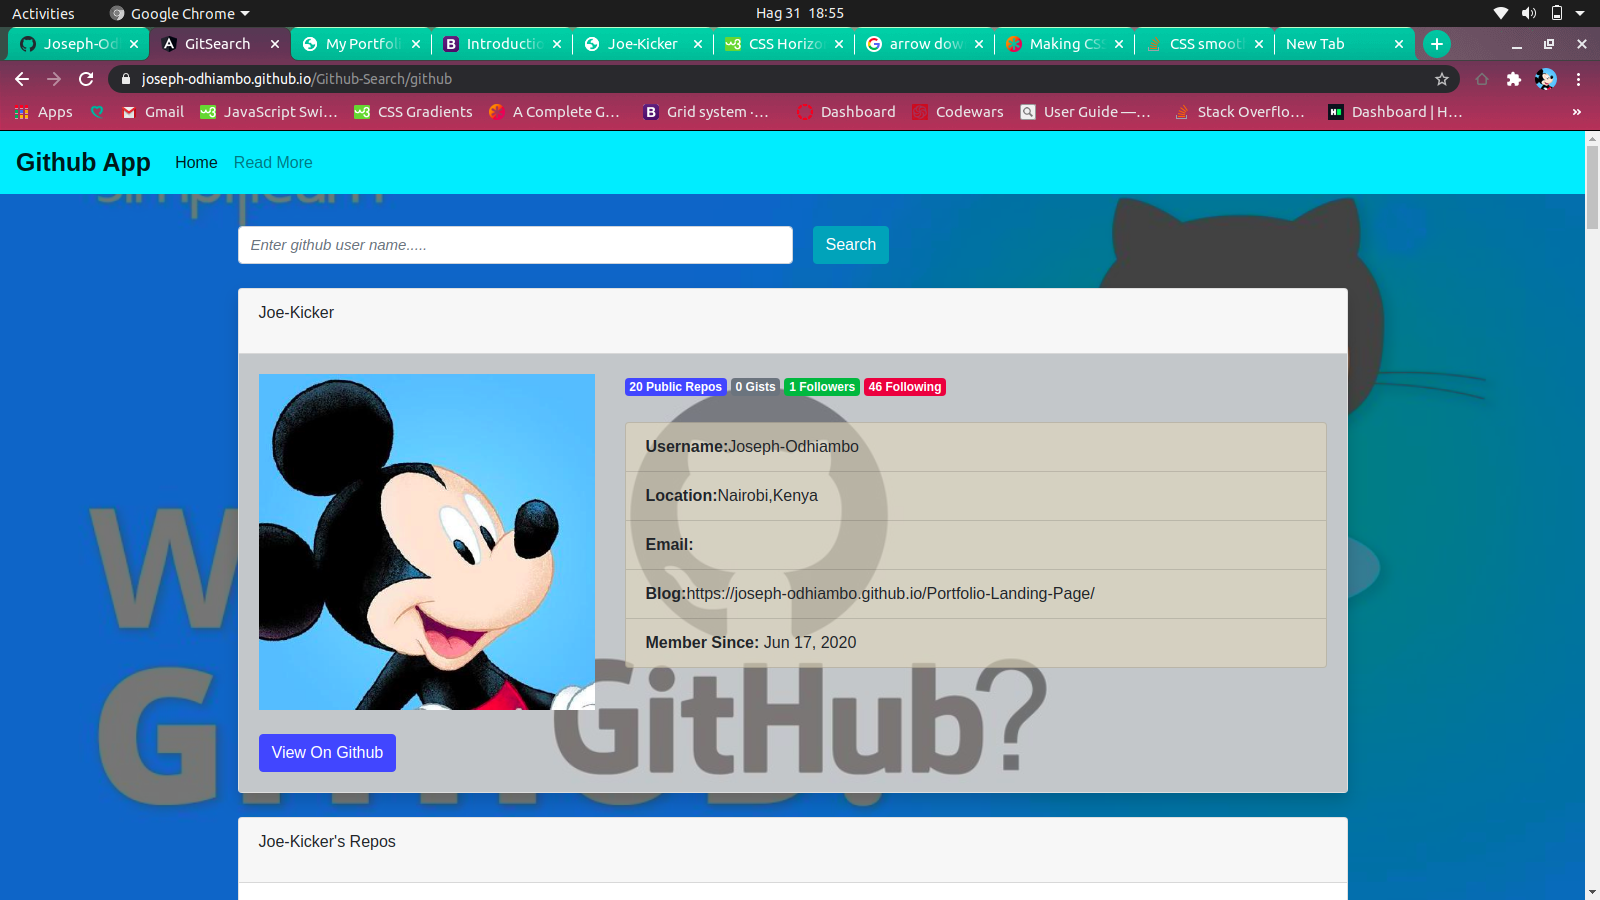 Activities Google Chrome Hag 31 18:55
Joseph-Od GitSearch My Portfoli Introductio Joe-Kicker CSS Horizo arrow dow Making CSS CSS smoot New Tab
joseph-odhiambo.github.io/Github-Search/github
Apps Gmail JavaScript Swi... CSS Gradients A Complete G... Grid system ·... Dashboard Codewars User Guide —... Stack Overflo... Dashboard | H... »
Github App Home Read More
simplilearn
Enter github user name..... Search
Joe-Kicker
20 Public Repos 0 Gists 1 Followers 46 Following
Username:Joseph-Odhiambo
Location:Nairobi,Kenya
Email:
Blog:https://joseph-odhiambo.github.io/Portfolio-Landing-Page/
Member Since: Jun 17, 2020
GitHub?
View On Github
Joe-Kicker's Repos